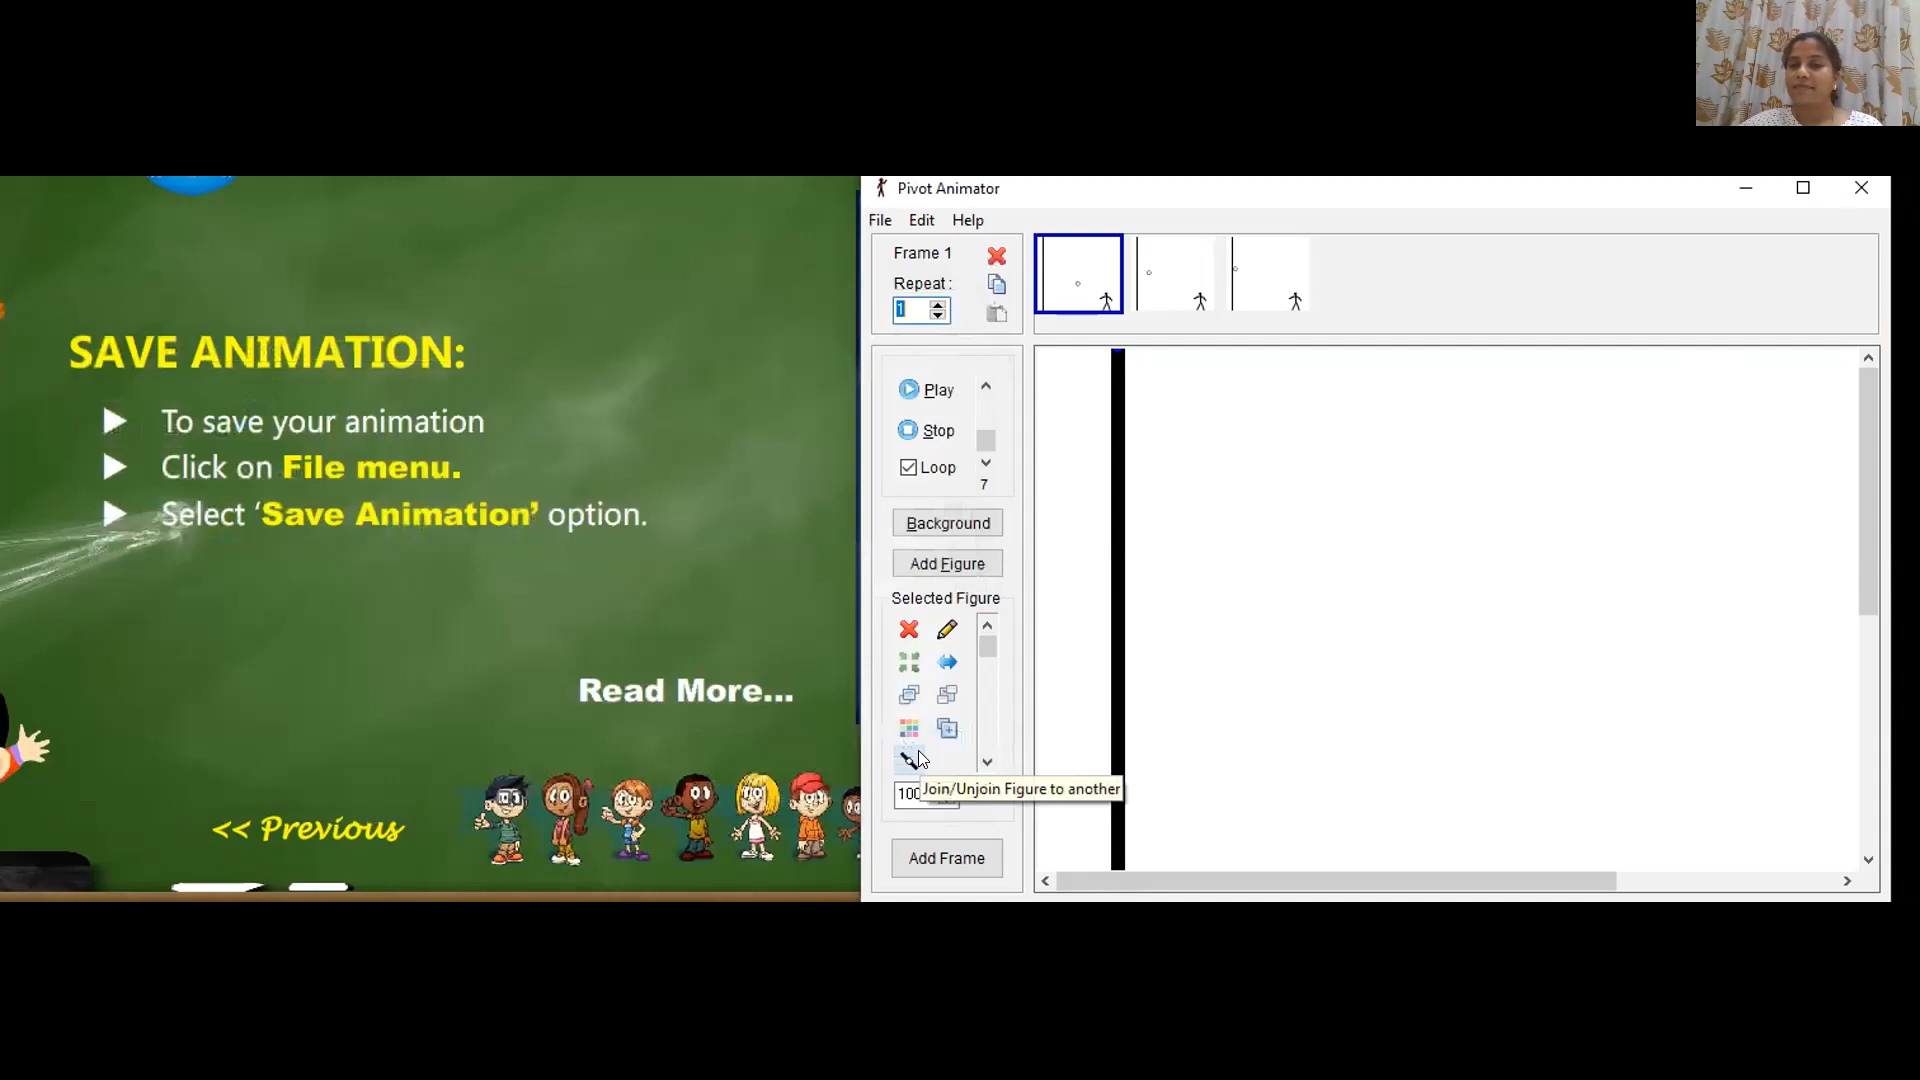 SAVE ANIMATION:
To save your animation
Click on File menu.
Select ‘Save Animation’ option.
Read More...
<< Previous
Pivot Animator
File Edit Help
Frame 1
Repeat :
1
Play
Stop
Loop
7
Background
Add Figure
Selected Figure
Join/Unjoin Figure to another
100
Add Frame